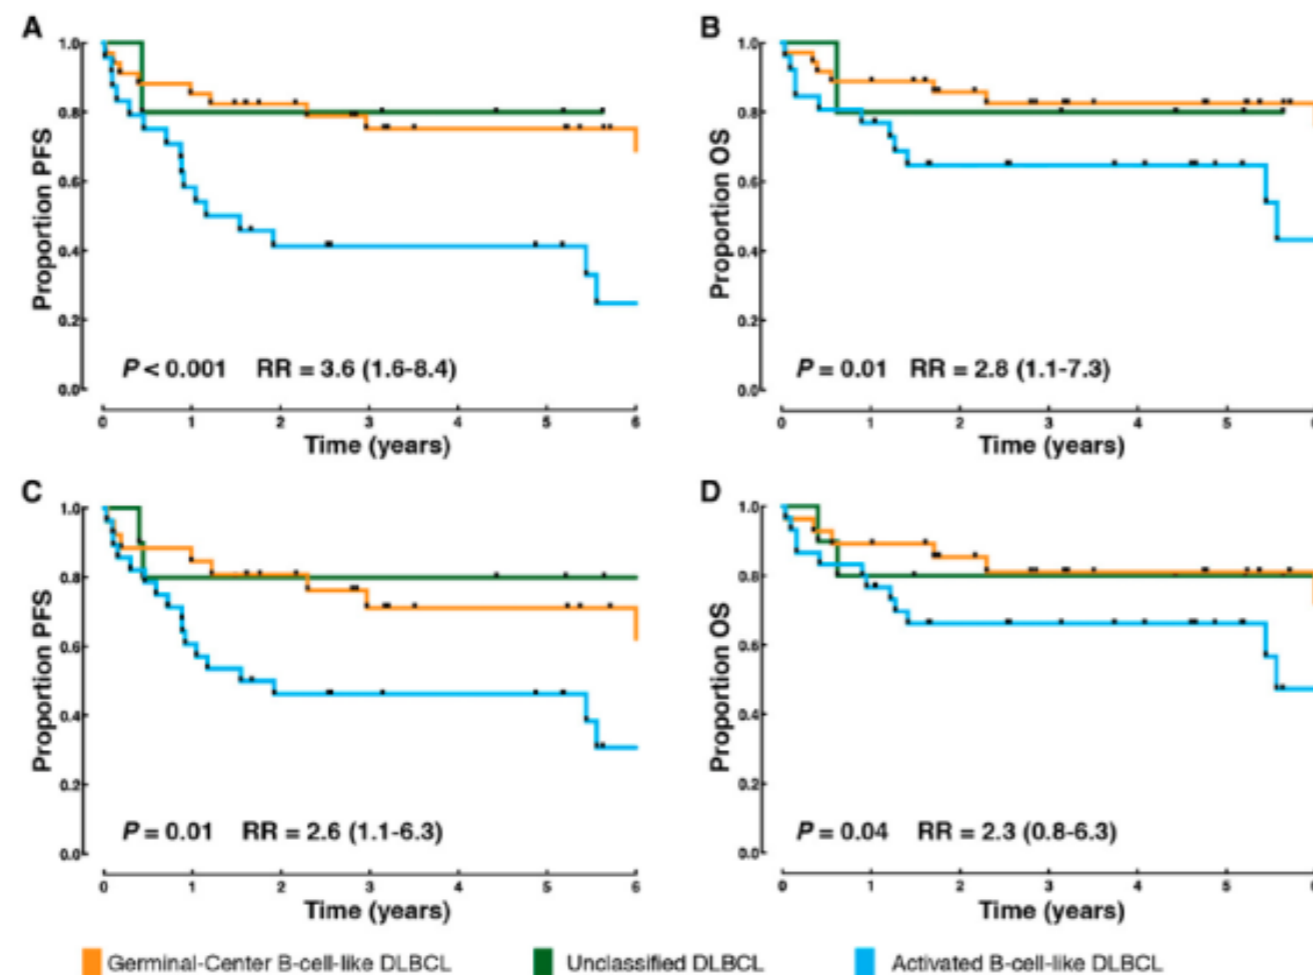 A
B
1.0
0.8
0.6
0.4
0.2
0.0
Proportion PFS
P < 0.001 RR = 3.6 (1.6-8.4)
0 1 2 3 4 5 6
Time (years)
1.0
0.8
0.6
0.4
0.2
0.0
Proportion OS
P = 0.01 RR = 2.8 (1.1-7.3)
0 1 2 3 4 5
Time (years)
C
D
1.0
0.8
0.6
0.4
0.2
0.0
Proportion PFS
P = 0.01 RR = 2.6 (1.1-6.3)
0 1 2 3 4 5 6
Time (years)
1.0
0.8
0.6
0.4
0.2
0.0
Proportion OS
P = 0.04 RR = 2.3 (0.8-6.3)
0 1 2 3 4 5
Time (years)
Germinal-Center B-cell-like DLBCL Unclassified DLBCL Activated B-cell-like DLBCL